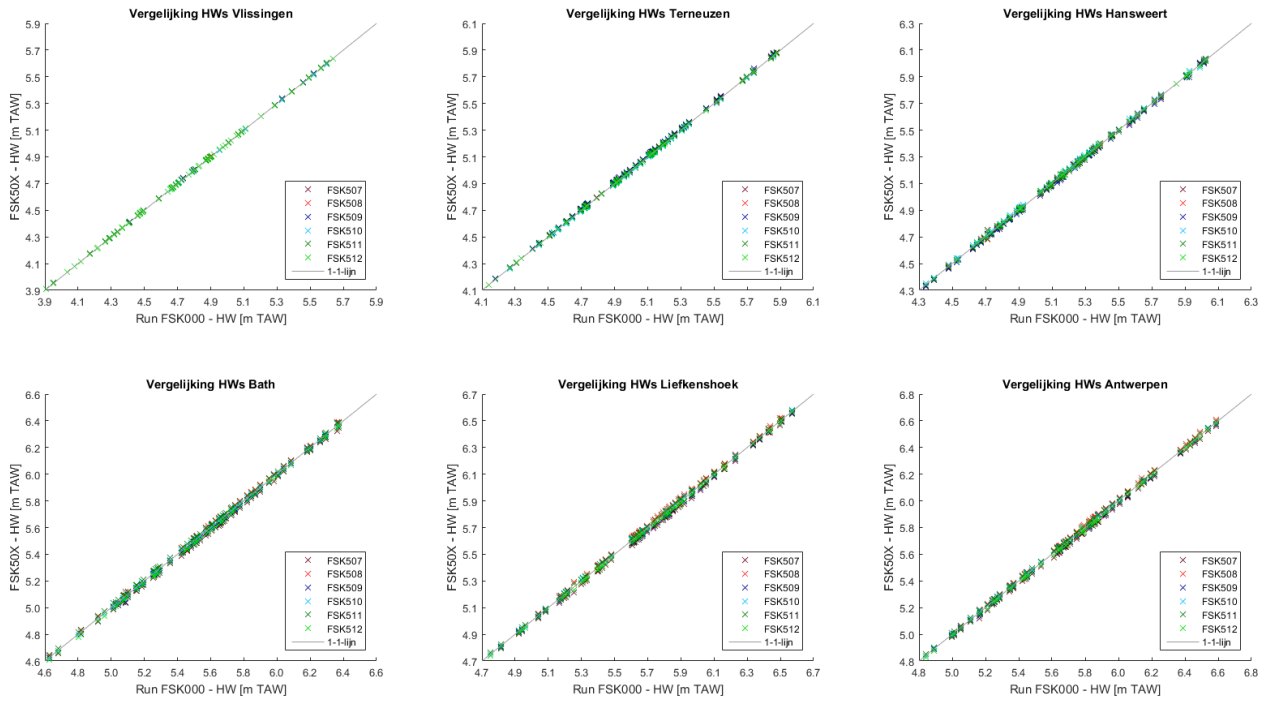 Vergelijking HWs Vlissingen
5.9
5.7
5.5
5.3
5.1
4.9
4.7
4.5
4.3
4.1
3.9
FSK50X - HW [m TAW]
FSK507
FSK508
FSK509
FSK510
FSK511
FSK512
1-1-lijn
3.9 4.1 4.3 4.5 4.7 4.9 5.1 5.3 5.5 5.7 5.9
Run FSK000 - HW [m TAW]
Vergelijking HWs Terneuzen
6.1
5.9
5.7
5.5
5.3
5.1
4.9
4.7
4.5
4.3
4.1
FSK50X - HW [m TAW]
FSK507
FSK508
FSK509
FSK510
FSK511
FSK512
1-1-lijn
4.1 4.3 4.5 4.7 4.9 5.1 5.3 5.5 5.7 5.9 6.1
Run FSK000 - HW [m TAW]
Vergelijking HWs Hansweert
6.3
6.1
5.9
5.7
5.5
5.3
5.1
4.9
4.7
4.5
4.3
FSK50X - HW [m TAW]
FSK507
FSK508
FSK509
FSK510
FSK511
FSK512
1-1-lijn
4.3 4.5 4.7 4.9 5.1 5.3 5.5 5.7 5.9 6.1 6.3
Run FSK000 - HW [m TAW]
Vergelijking HWs Bath
6.6
6.4
6.2
6.0
5.8
5.6
5.4
5.2
5.0
4.8
4.6
FSK50X - HW [m TAW]
FSK507
FSK508
FSK509
FSK510
FSK511
FSK512
1-1-lijn
4.6 4.8 5.0 5.2 5.4 5.6 5.8 6.0 6.2 6.4 6.6
Run FSK000 - HW [m TAW]
Vergelijking HWs Liefkenshoek
6.7
6.5
6.3
6.1
5.9
5.7
5.5
5.3
5.1
4.9
4.7
FSK50X - HW [m TAW]
FSK507
FSK508
FSK509
FSK510
FSK511
FSK512
1-1-lijn
4.7 4.9 5.1 5.3 5.5 5.7 5.9 6.1 6.3 6.5 6.7
Run FSK000 - HW [m TAW]
Vergelijking HWs Antwerpen
6.8
6.6
6.4
6.2
6.0
5.8
5.6
5.4
5.2
5.0
4.8
FSK50X - HW [m TAW]
FSK507
FSK508
FSK509
FSK510
FSK511
FSK512
1-1-lijn
4.8 5.0 5.2 5.4 5.6 5.8 6.0 6.2 6.4 6.6 6.8
Run FSK000 - HW [m TAW]